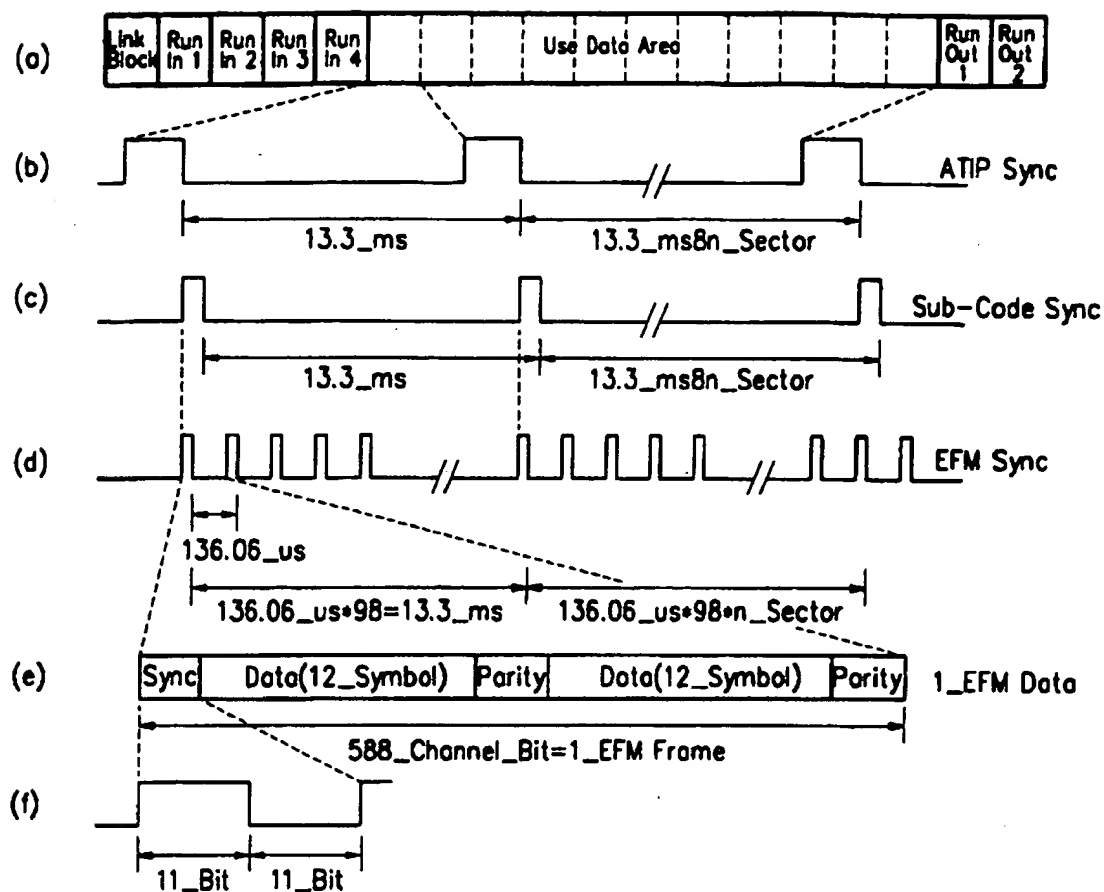 (a)
Link Block
Run In 1
Run In 2
Run In 3
Run In 4
Use Data Area
Run Out 1
Run Out 2
(b)
ATIP Sync
13.3_ms
13.3_ms8n_Sector
(c)
Sub-Code Sync
13.3_ms
13.3_ms8n_Sector
(d)
EFM Sync
136.06_us
136.06_us*98=13.3_ms
136.06_us*98*n_Sector
(e)
Sync
Data(12_Symbol)
Parity
Data(12_Symbol)
Parity
1_EFM Data
588_Channel_Bit=1_EFM Frame
(f)
11_Bit
11_Bit